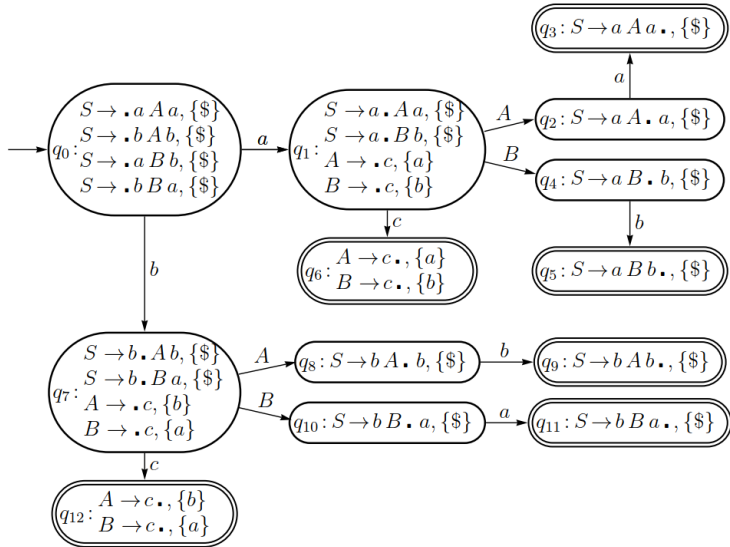 q₃: S → a A a ., {$}
a
S → . a A a, {$}
S → . b A b, {$}
q₀: S → . a B b, {$}
S → . b B a, {$}
a
S → a . A a, {$}
S → a . B b, {$}
q₁: A → . c, {a}
B → . c, {b}
A
q₂: S → a A . a, {$}
B
q₄: S → a B . b, {$}
c
b
q₆: A → c ., {a}
B → c ., {b}
q₅: S → a B b ., {$}
b
S → b . A b, {$}
S → b . B a, {$}
q₇: A → . c, {b}
B → . c, {a}
A
q₈: S → b A . b, {$}
b
q₉: S → b A b ., {$}
B
q₁₀: S → b B . a, {$}
a
q₁₁: S → b B a ., {$}
c
q₁₂: A → c ., {b}
B → c ., {a}